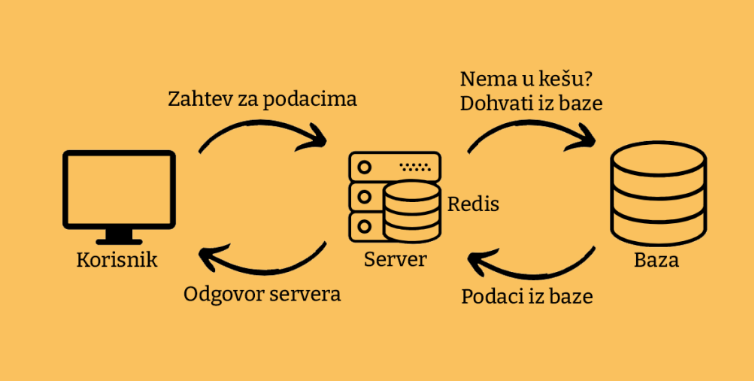 Zahtev za podacima
Nema u kešu?
Dohvati iz baze
Redis
Korisnik
Server
Baza
Odgovor servera
Podaci iz baze